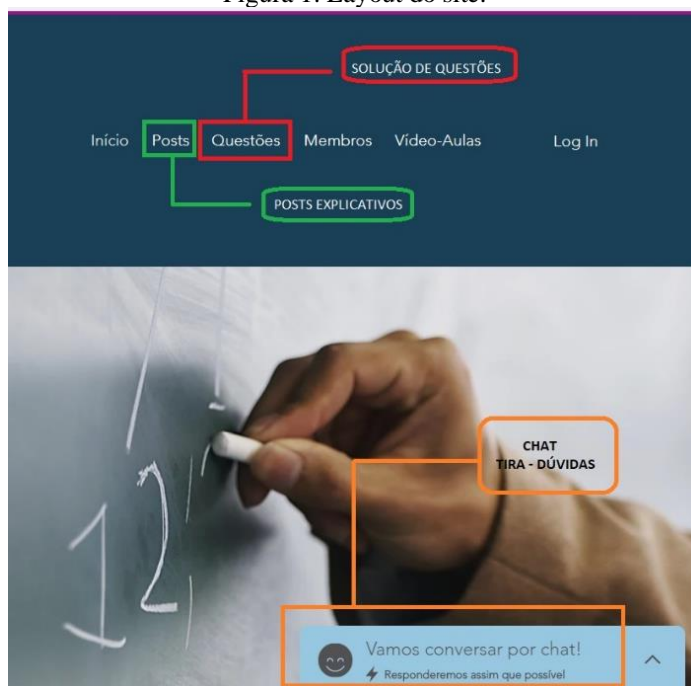 Figura 1: Layout do site.
SOLUÇÃO DE QUESTÕES
Início Posts Questões Membros Vídeo-Aulas Log In
POSTS EXPLICATIVOS
12
CHAT
TIRA - DÚVIDAS
Vamos conversar por chat!
Responderemos assim que possível